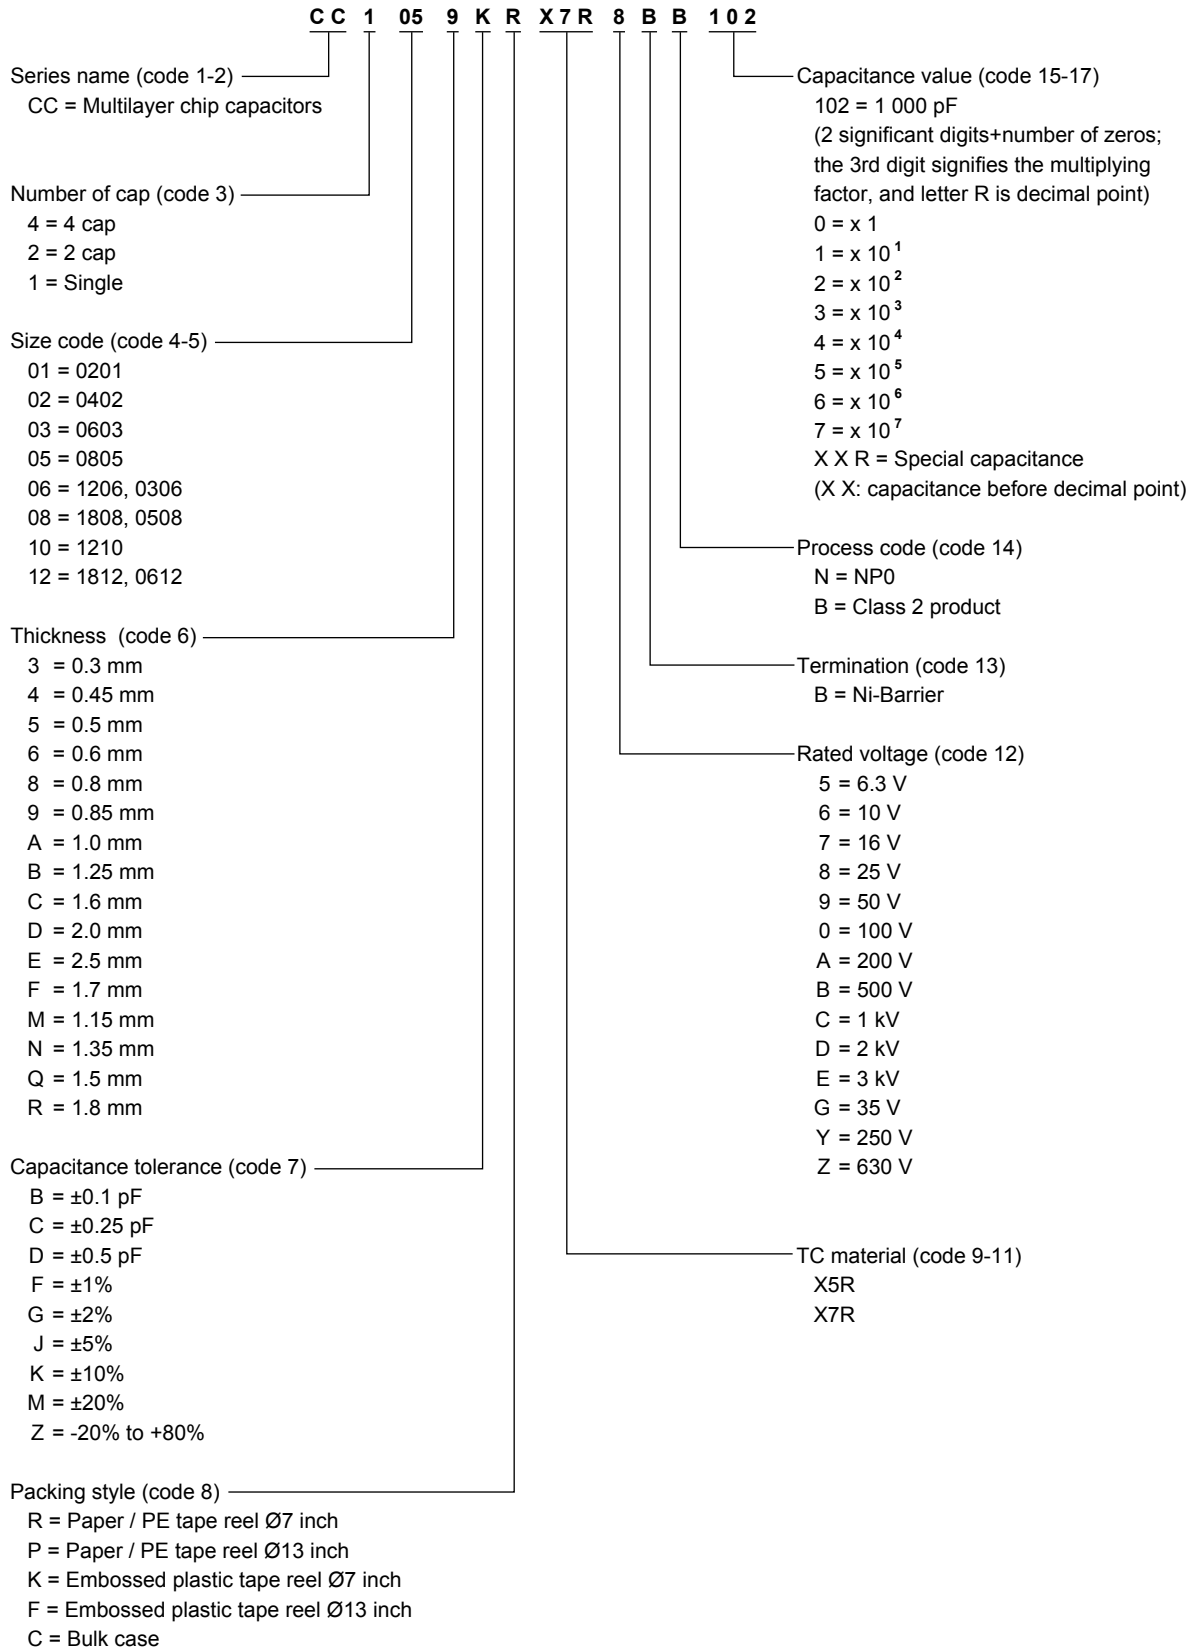 CC 1 05 9 K R X7R 8 B B 102
Series name (code 1-2)
CC = Multilayer chip capacitors
Number of cap (code 3)
4 = 4 cap
2 = 2 cap
1 = Single
Size code (code 4-5)
01 = 0201
02 = 0402
03 = 0603
05 = 0805
06 = 1206, 0306
08 = 1808, 0508
10 = 1210
12 = 1812, 0612
Thickness (code 6)
3 = 0.3 mm
4 = 0.45 mm
5 = 0.5 mm
6 = 0.6 mm
8 = 0.8 mm
9 = 0.85 mm
A = 1.0 mm
B = 1.25 mm
C = 1.6 mm
D = 2.0 mm
E = 2.5 mm
F = 1.7 mm
M = 1.15 mm
N = 1.35 mm
Q = 1.5 mm
R = 1.8 mm
Capacitance tolerance (code 7)
B = ±0.1 pF
C = ±0.25 pF
D = ±0.5 pF
F = ±1%
G = ±2%
J = ±5%
K = ±10%
M = ±20%
Z = -20% to +80%
Packing style (code 8)
R = Paper / PE tape reel Ø7 inch
P = Paper / PE tape reel Ø13 inch
K = Embossed plastic tape reel Ø7 inch
F = Embossed plastic tape reel Ø13 inch
C = Bulk case
Capacitance value (code 15-17)
102 = 1 000 pF
(2 significant digits+number of zeros;
the 3rd digit signifies the multiplying
factor, and letter R is decimal point)
0 = x 1
1 = x 10¹
2 = x 10²
3 = x 10³
4 = x 10⁴
5 = x 10⁵
6 = x 10⁶
7 = x 10⁷
X X R = Special capacitance
(X X: capacitance before decimal point)
Process code (code 14)
N = NP0
B = Class 2 product
Termination (code 13)
B = Ni-Barrier
Rated voltage (code 12)
5 = 6.3 V
6 = 10 V
7 = 16 V
8 = 25 V
9 = 50 V
0 = 100 V
A = 200 V
B = 500 V
C = 1 kV
D = 2 kV
E = 3 kV
G = 35 V
Y = 250 V
Z = 630 V
TC material (code 9-11)
X5R
X7R